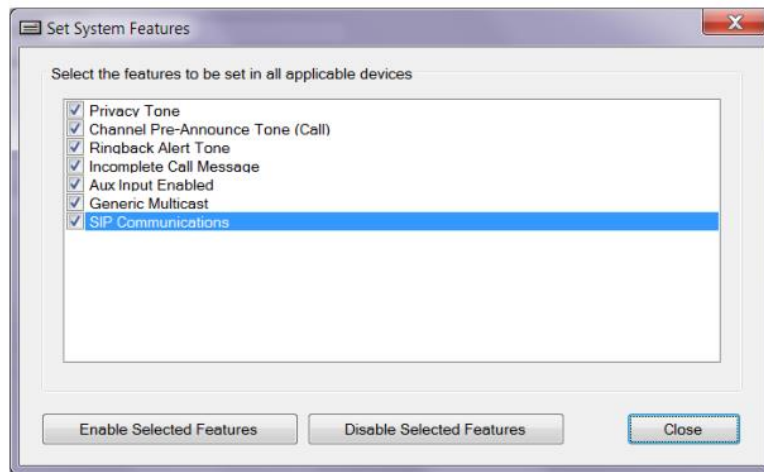 Set System Features
Select the features to be set in all applicable devices
Privacy Tone
Channel Pre-Announce Tone (Call)
Ringback Alert Tone
Incomplete Call Message
Aux Input Enabled
Generic Multicast
SIP Communications
Enable Selected Features Disable Selected Features Close